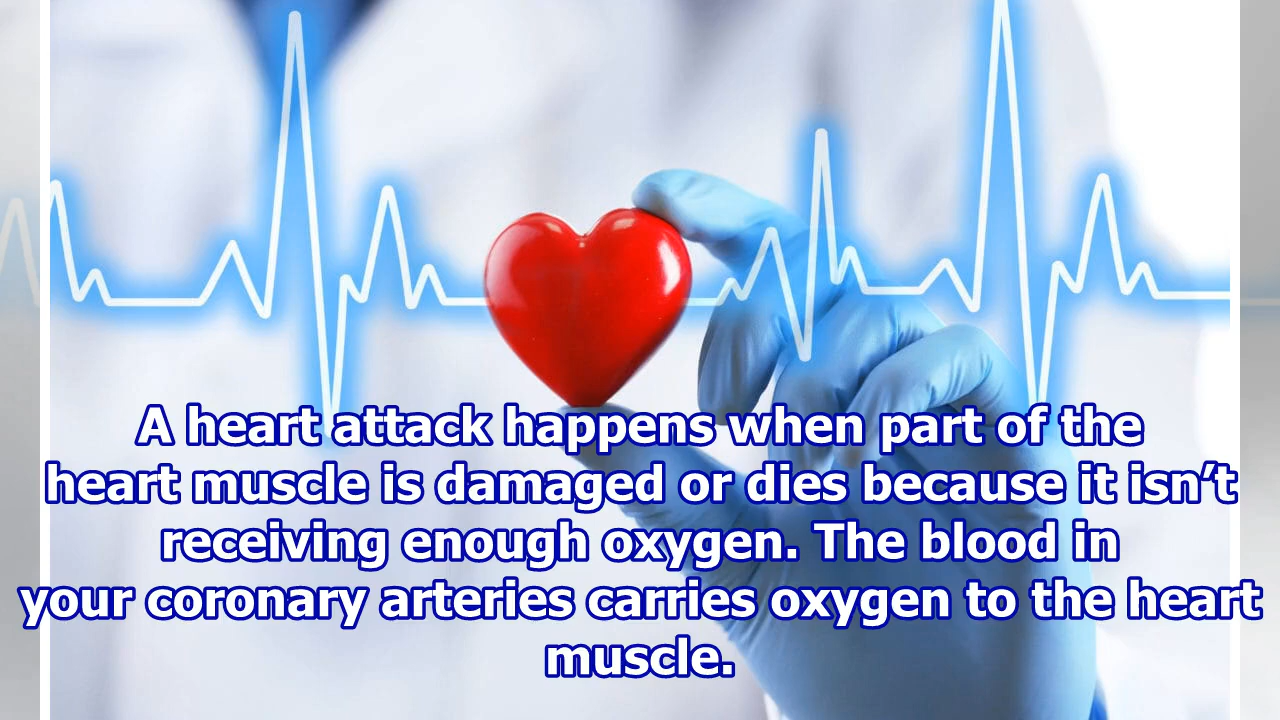 A heart attack happens when part of the
heart muscle is damaged or dies because it isn’t
receiving enough oxygen. The blood in
your coronary arteries carries oxygen to the heart
muscle.